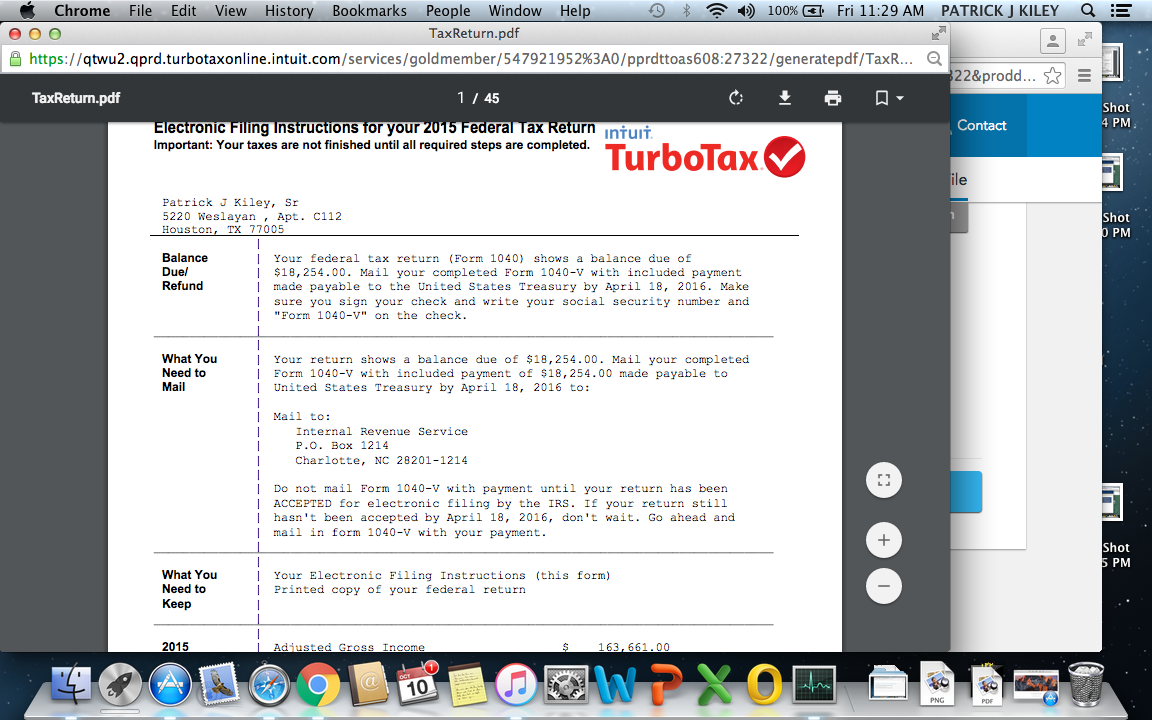 Chrome File Edit View History Bookmarks People Window Help 100% Fri 11:29 AM PATRICK J KILEY
TaxReturn.pdf
https://qtwu2.qprd.turbotaxonline.intuit.com/services/goldmember/547921952%3A0/pprdttoas608:27322/generatepdf/TaxR...
322&prodd...
TaxReturn.pdf 1 / 45
Contact
Shot
4 PM
ile
Shot
0 PM
Shot
5 PM
Electronic Filing Instructions for your 2015 Federal Tax Return
Important: Your taxes are not finished until all required steps are completed.
intuit
TurboTax
Patrick J Kiley, Sr
5220 Weslayan , Apt. C112
Houston, TX 77005
Balance
Due/
Refund
Your federal tax return (Form 1040) shows a balance due of
$18,254.00. Mail your completed Form 1040-V with included payment
made payable to the United States Treasury by April 18, 2016. Make
sure you sign your check and write your social security number and
"Form 1040-V" on the check.
What You
Need to
Mail
Your return shows a balance due of $18,254.00. Mail your completed
Form 1040-V with included payment of $18,254.00 made payable to
United States Treasury by April 18, 2016 to:
Mail to:
Internal Revenue Service
P.O. Box 1214
Charlotte, NC 28201-1214
Do not mail Form 1040-V with payment until your return has been
ACCEPTED for electronic filing by the IRS. If your return still
hasn't been accepted by April 18, 2016, don't wait. Go ahead and
mail in form 1040-V with your payment.
What You
Need to
Keep
Your Electronic Filing Instructions (this form)
Printed copy of your federal return
2015
Adjusted Gross Income $ 163,661.00
1
10
W P X O
PNG
PDF